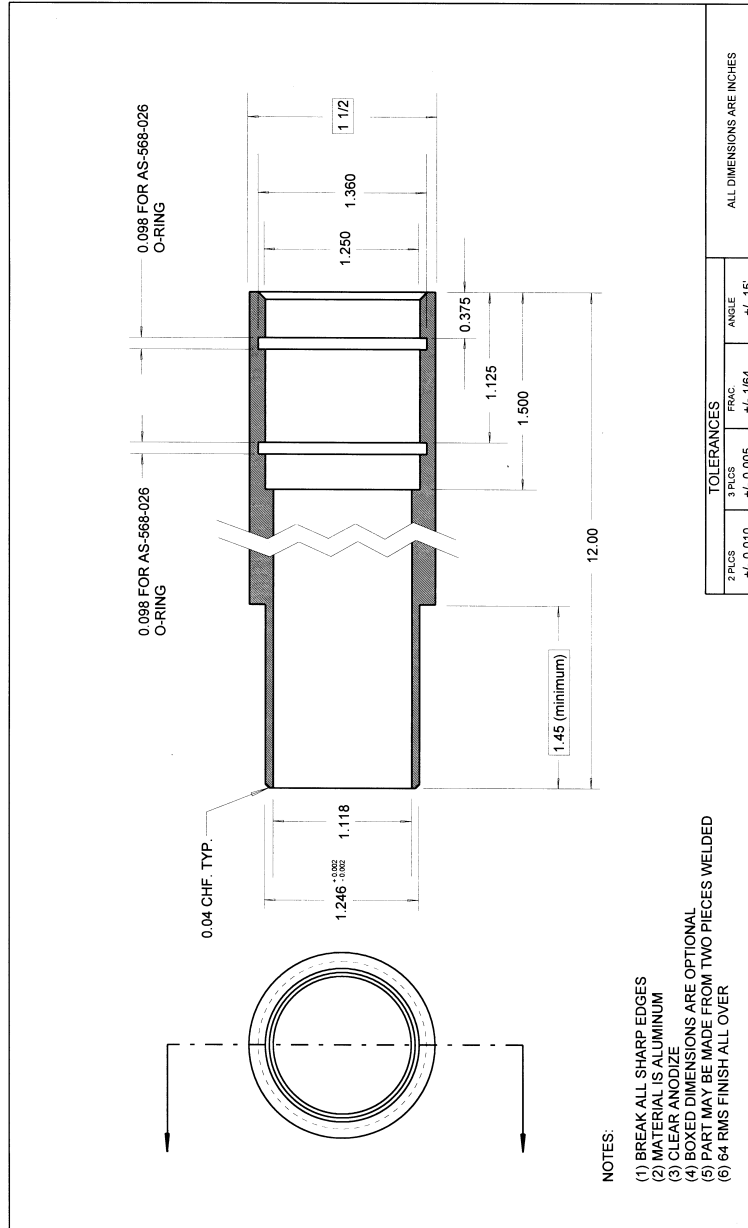 0.098 FOR AS-568-026
O-RING
0.098 FOR AS-568-026
O-RING
0.04 CHF. TYP.
1 1/2
1.360
1.250
1.118
1.246 +0.002
-0.002
0.375
1.125
1.500
1.45 (minimum)
12.00
NOTES:
(1) BREAK ALL SHARP EDGES
(2) MATERIAL IS ALUMINUM
(3) CLEAR ANODIZE
(4) BOXED DIMENSIONS ARE OPTIONAL
(5) PART MAY BE MADE FROM TWO PIECES WELDED
(6) 64 RMS FINISH ALL OVER
TOLERANCES
2 PLCS
3 PLCS
FRAC.
ANGLE
+/- 0.010
+/- 0.005
+/- 1/64
+/- 15'
ALL DIMENSIONS ARE INCHES